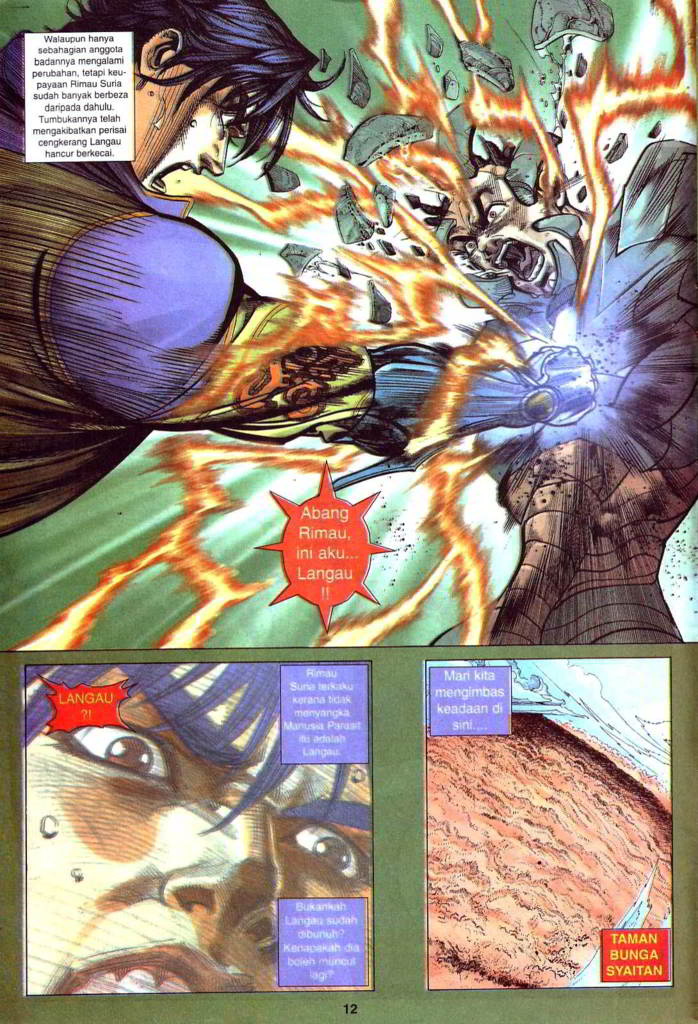 Walaupun hanya
sebahagian anggota
badannya mengalami
perubahan, tetapi keu-
payaan Rimau Suria
sudah banyak berbeza
daripada dahulu.
Tumbukannya telah
mengakibatkan perisai
cengkerang Langau
hancur berkecai.
Abang
Rimau,
ini aku...
Langau
!!
LANGAU
?!
Rimau
Suria terkaku
kerana tidak
menyangka
Manusia Parasit
itu adalah
Langau.
Bukankah
Langau sudah
dibunuh?
Kenapakah dia
boleh muncul
lagi?
Mari kita
mengimbas
keadaan di
sini....
TAMAN
BUNGA
SYAITAN
12